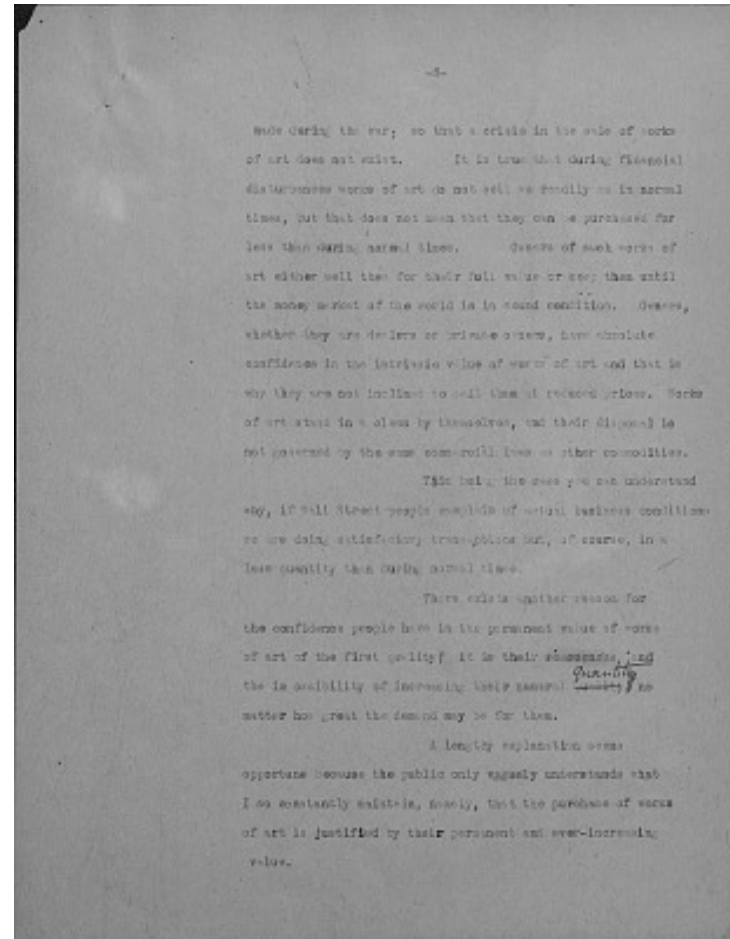 -3-
made during the war; so that a crisis in the sale of works
of art does not exist. It is true that during financial
disturbances works of art do not sell as readily as in normal
times, but that does not mean that they can be purchased for
less than during normal times. Owners of such works of
art either sell them for their full value or keep them until
the money market of the world is in sound condition. Owners,
whether they are dealers or private owners, have absolute
confidence in the intrinsic value of works of art and that is
why they are not inclined to sell them at reduced prices. Works
of art stand in a class by themselves, and their disposal is
not governed by the same commercial laws as other commodities.
This being the case you can understand
why, if Wall Street people complain of actual business conditions
we are doing satisfactory transactions but, of course, in a
less quantity than during normal times.
There exists another reason for
the confidence people have in the permanent value of works
of art of the first quality; it is their and
quantity
the impossibility of increasing their general no
matter how great the demand may be for them.
A lengthy explanation seems
opportune because the public only vaguely understands what
I so constantly maintain, namely, that the purchase of works
of art is justified by their permanent and ever-increasing
value.